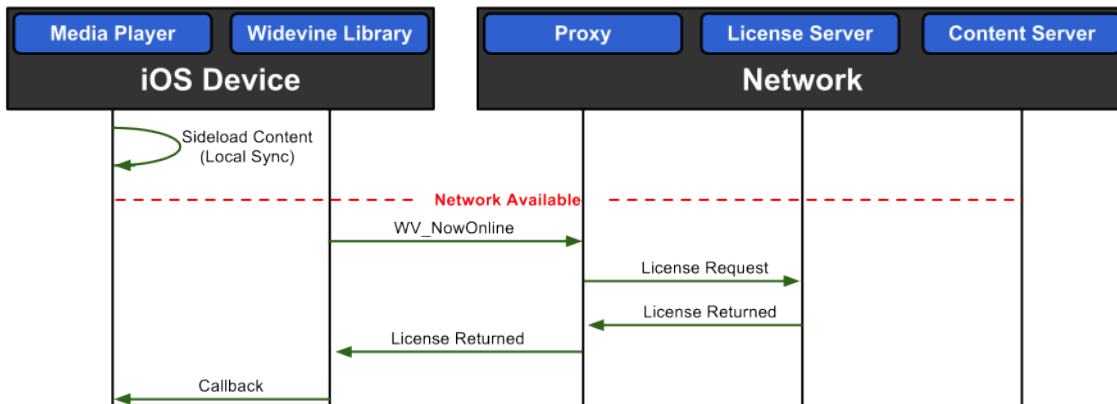 Media Player
Widevine Library
Proxy
License Server
Content Server
iOS Device
Network
Sideload Content
(Local Sync)
Network Available
WV_NowOnline
License Request
License Returned
License Returned
Callback